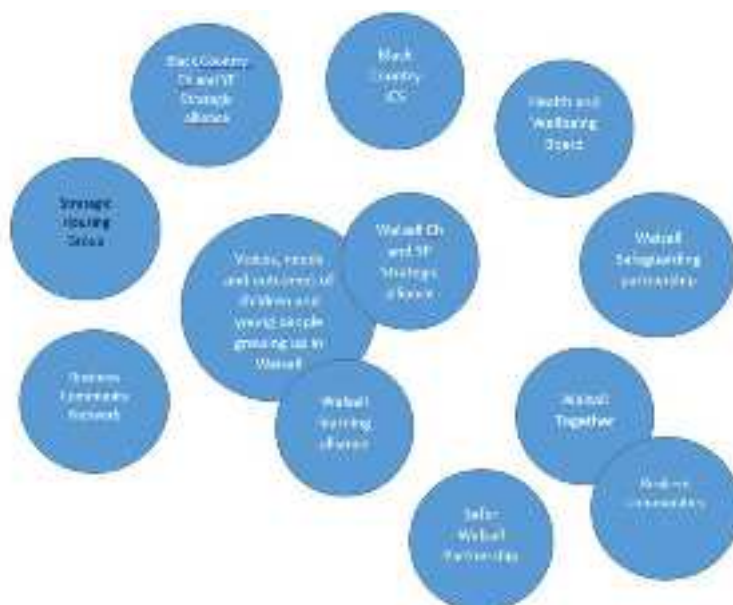 Black Country
Ch and YP
Strategic
alliance
Black
Country
ICS
Health and
Wellbeing
Board
Strategic
Housing
Group
Walsall Ch
and YP
Strategic
alliance
Walsall
Safeguarding
partnership
Voices, needs
and outcomes of
children and
young people
growing up in
Walsall
Business
Community
Network
Walsall
learning
alliance
Walsall
Together
Resilient
communities
Safer
Walsall
Partnership